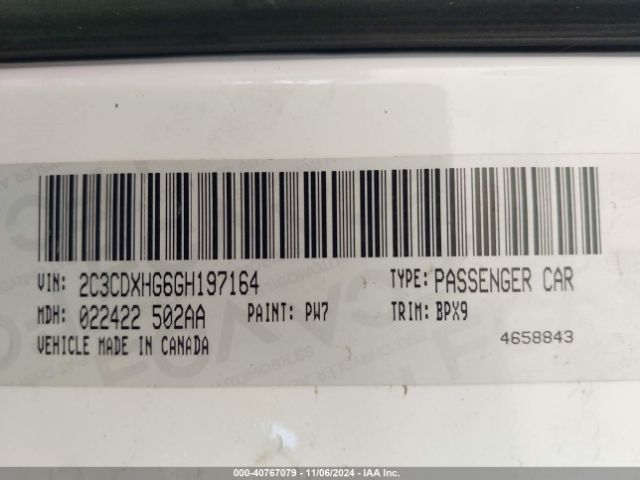 VIN: 2C3CDXHG6GH197164 TYPE: PASSENGER CAR
MDH: 022422 502AA PAINT: PW7 TRIM: BPX9
VEHICLE MADE IN CANADA 4658843
000-40767079 - 11/06/2024 - IAA Inc.